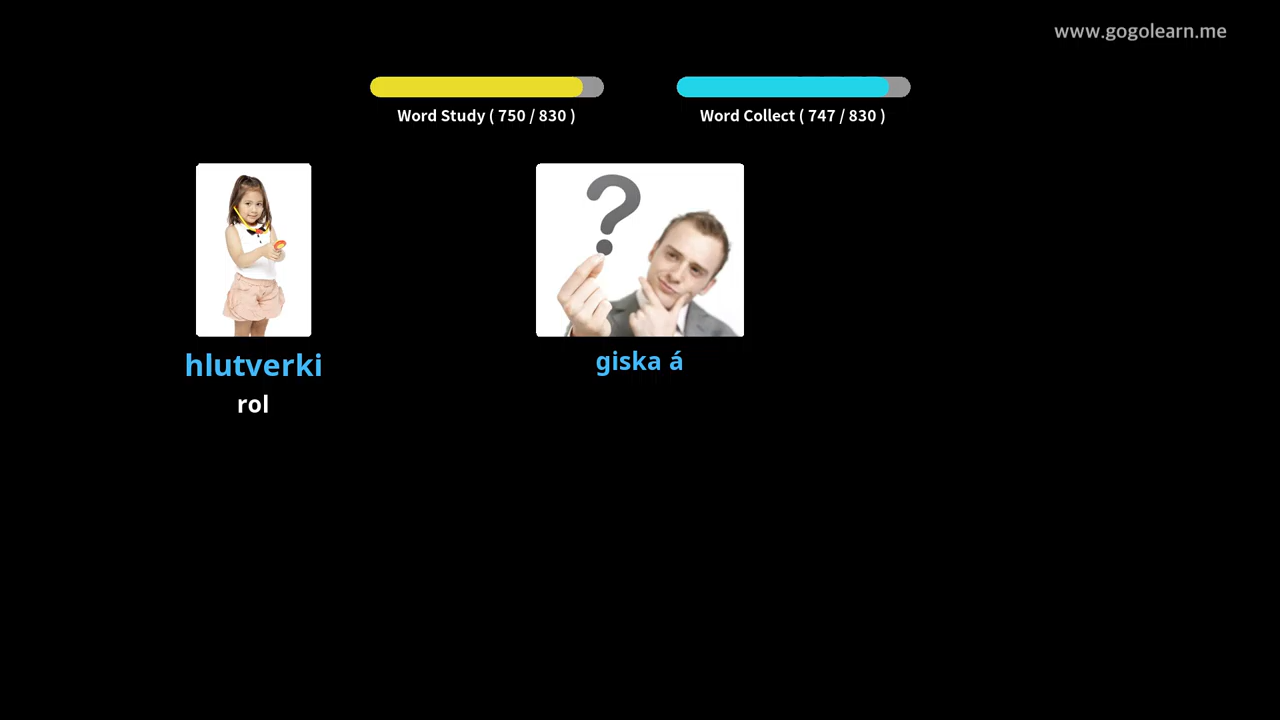 www.gogolearn.me
Word Study ( 750 / 830 )
Word Collect ( 747 / 830 )
hlutverki
rol
giska á